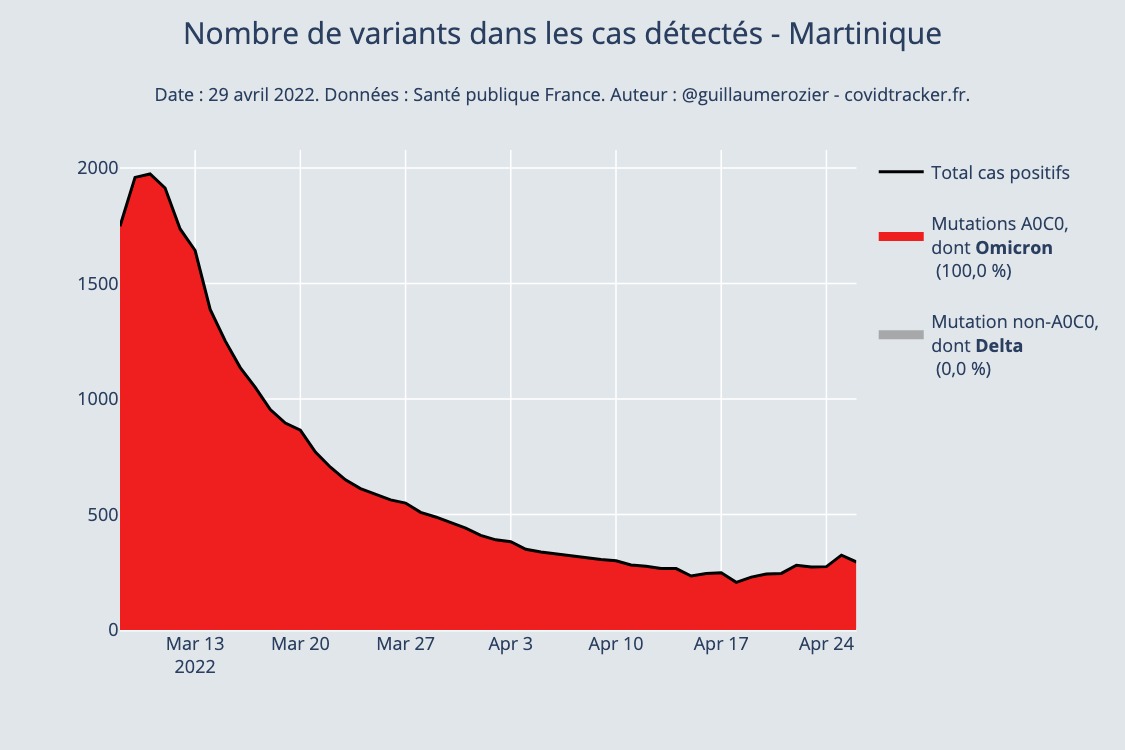 Nombre de variants dans les cas détectés - Martinique
Date : 29 avril 2022. Données : Santé publique France. Auteur : @guillaumerozier - covidtracker.fr.
2000
1500
1000
500
0
Mar 13
2022
Mar 20
Mar 27
Apr 3
Apr 10
Apr 17
Apr 24
Total cas positifs
Mutations A0C0,
dont Omicron
(100,0 %)
Mutation non-A0C0,
dont Delta
(0,0 %)